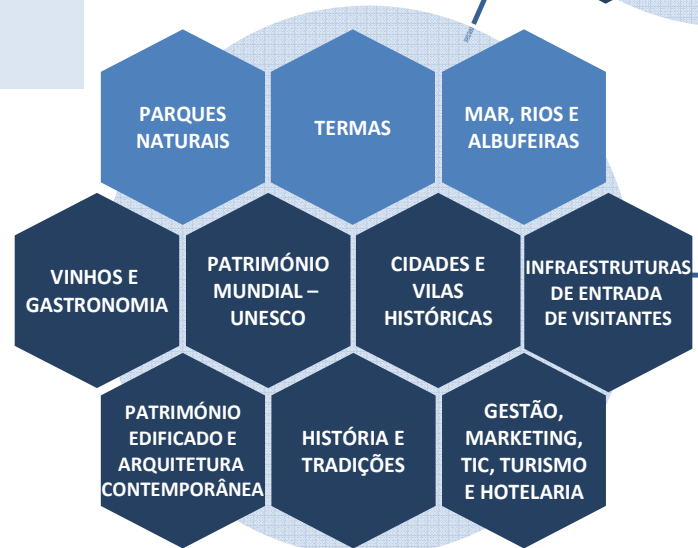 PARQUES
NATURAIS
TERMAS
MAR, RIOS E
ALBUFEIRAS
VINHOS E
GASTRONOMIA
PATRIMÓNIO
MUNDIAL –
UNESCO
CIDADES E
VILAS
HISTÓRICAS
INFRAESTRUTURAS
DE ENTRADA
DE VISITANTES
PATRIMÓNIO
EDIFICADO E
ARQUITETURA
CONTEMPORÂNEA
HISTÓRIA E
TRADIÇÕES
GESTÃO,
MARKETING,
TIC, TURISMO
E HOTELARIA